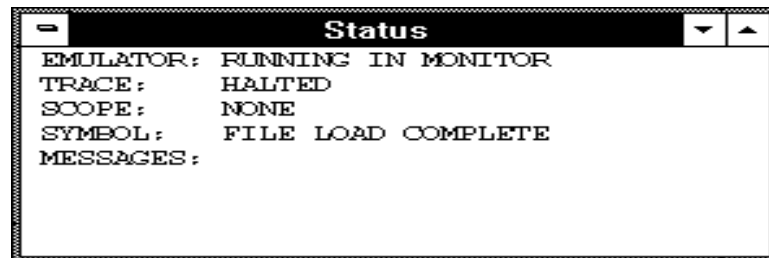 Status
EMULATOR: RUNNING IN MONITOR
TRACE: HALTED
SCOPE: NONE
SYMBOL: FILE LOAD COMPLETE
MESSAGES: